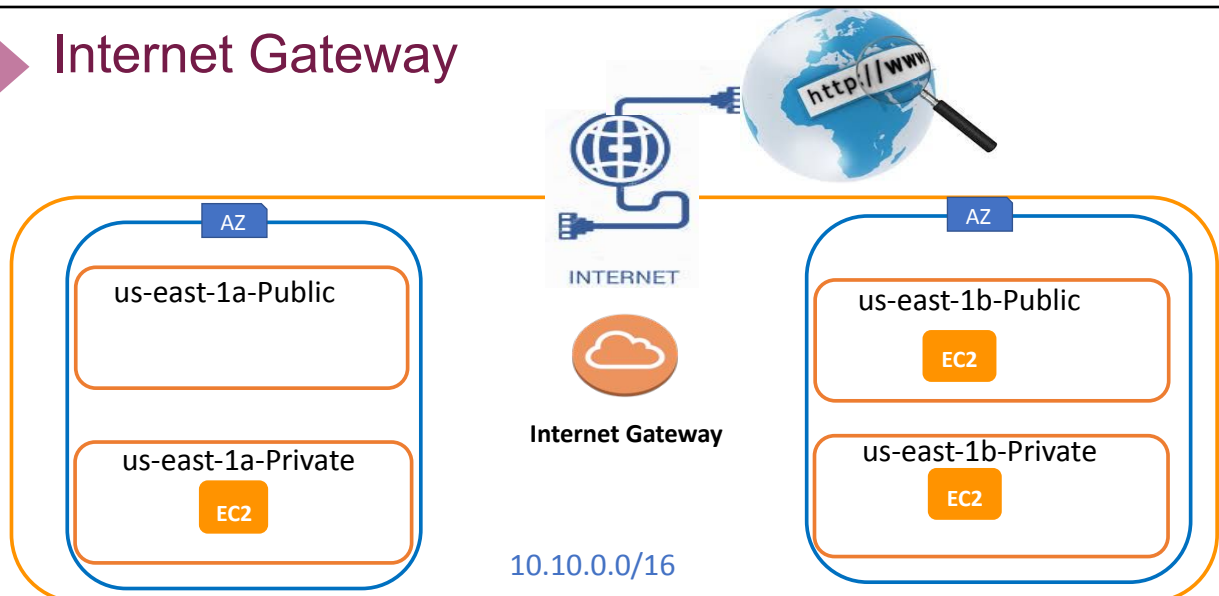 Internet Gateway
http://www.
INTERNET
AZ
us-east-1a-Public
us-east-1a-Private
EC2
Internet Gateway
10.10.0.0/16
AZ
us-east-1b-Public
EC2
us-east-1b-Private
EC2